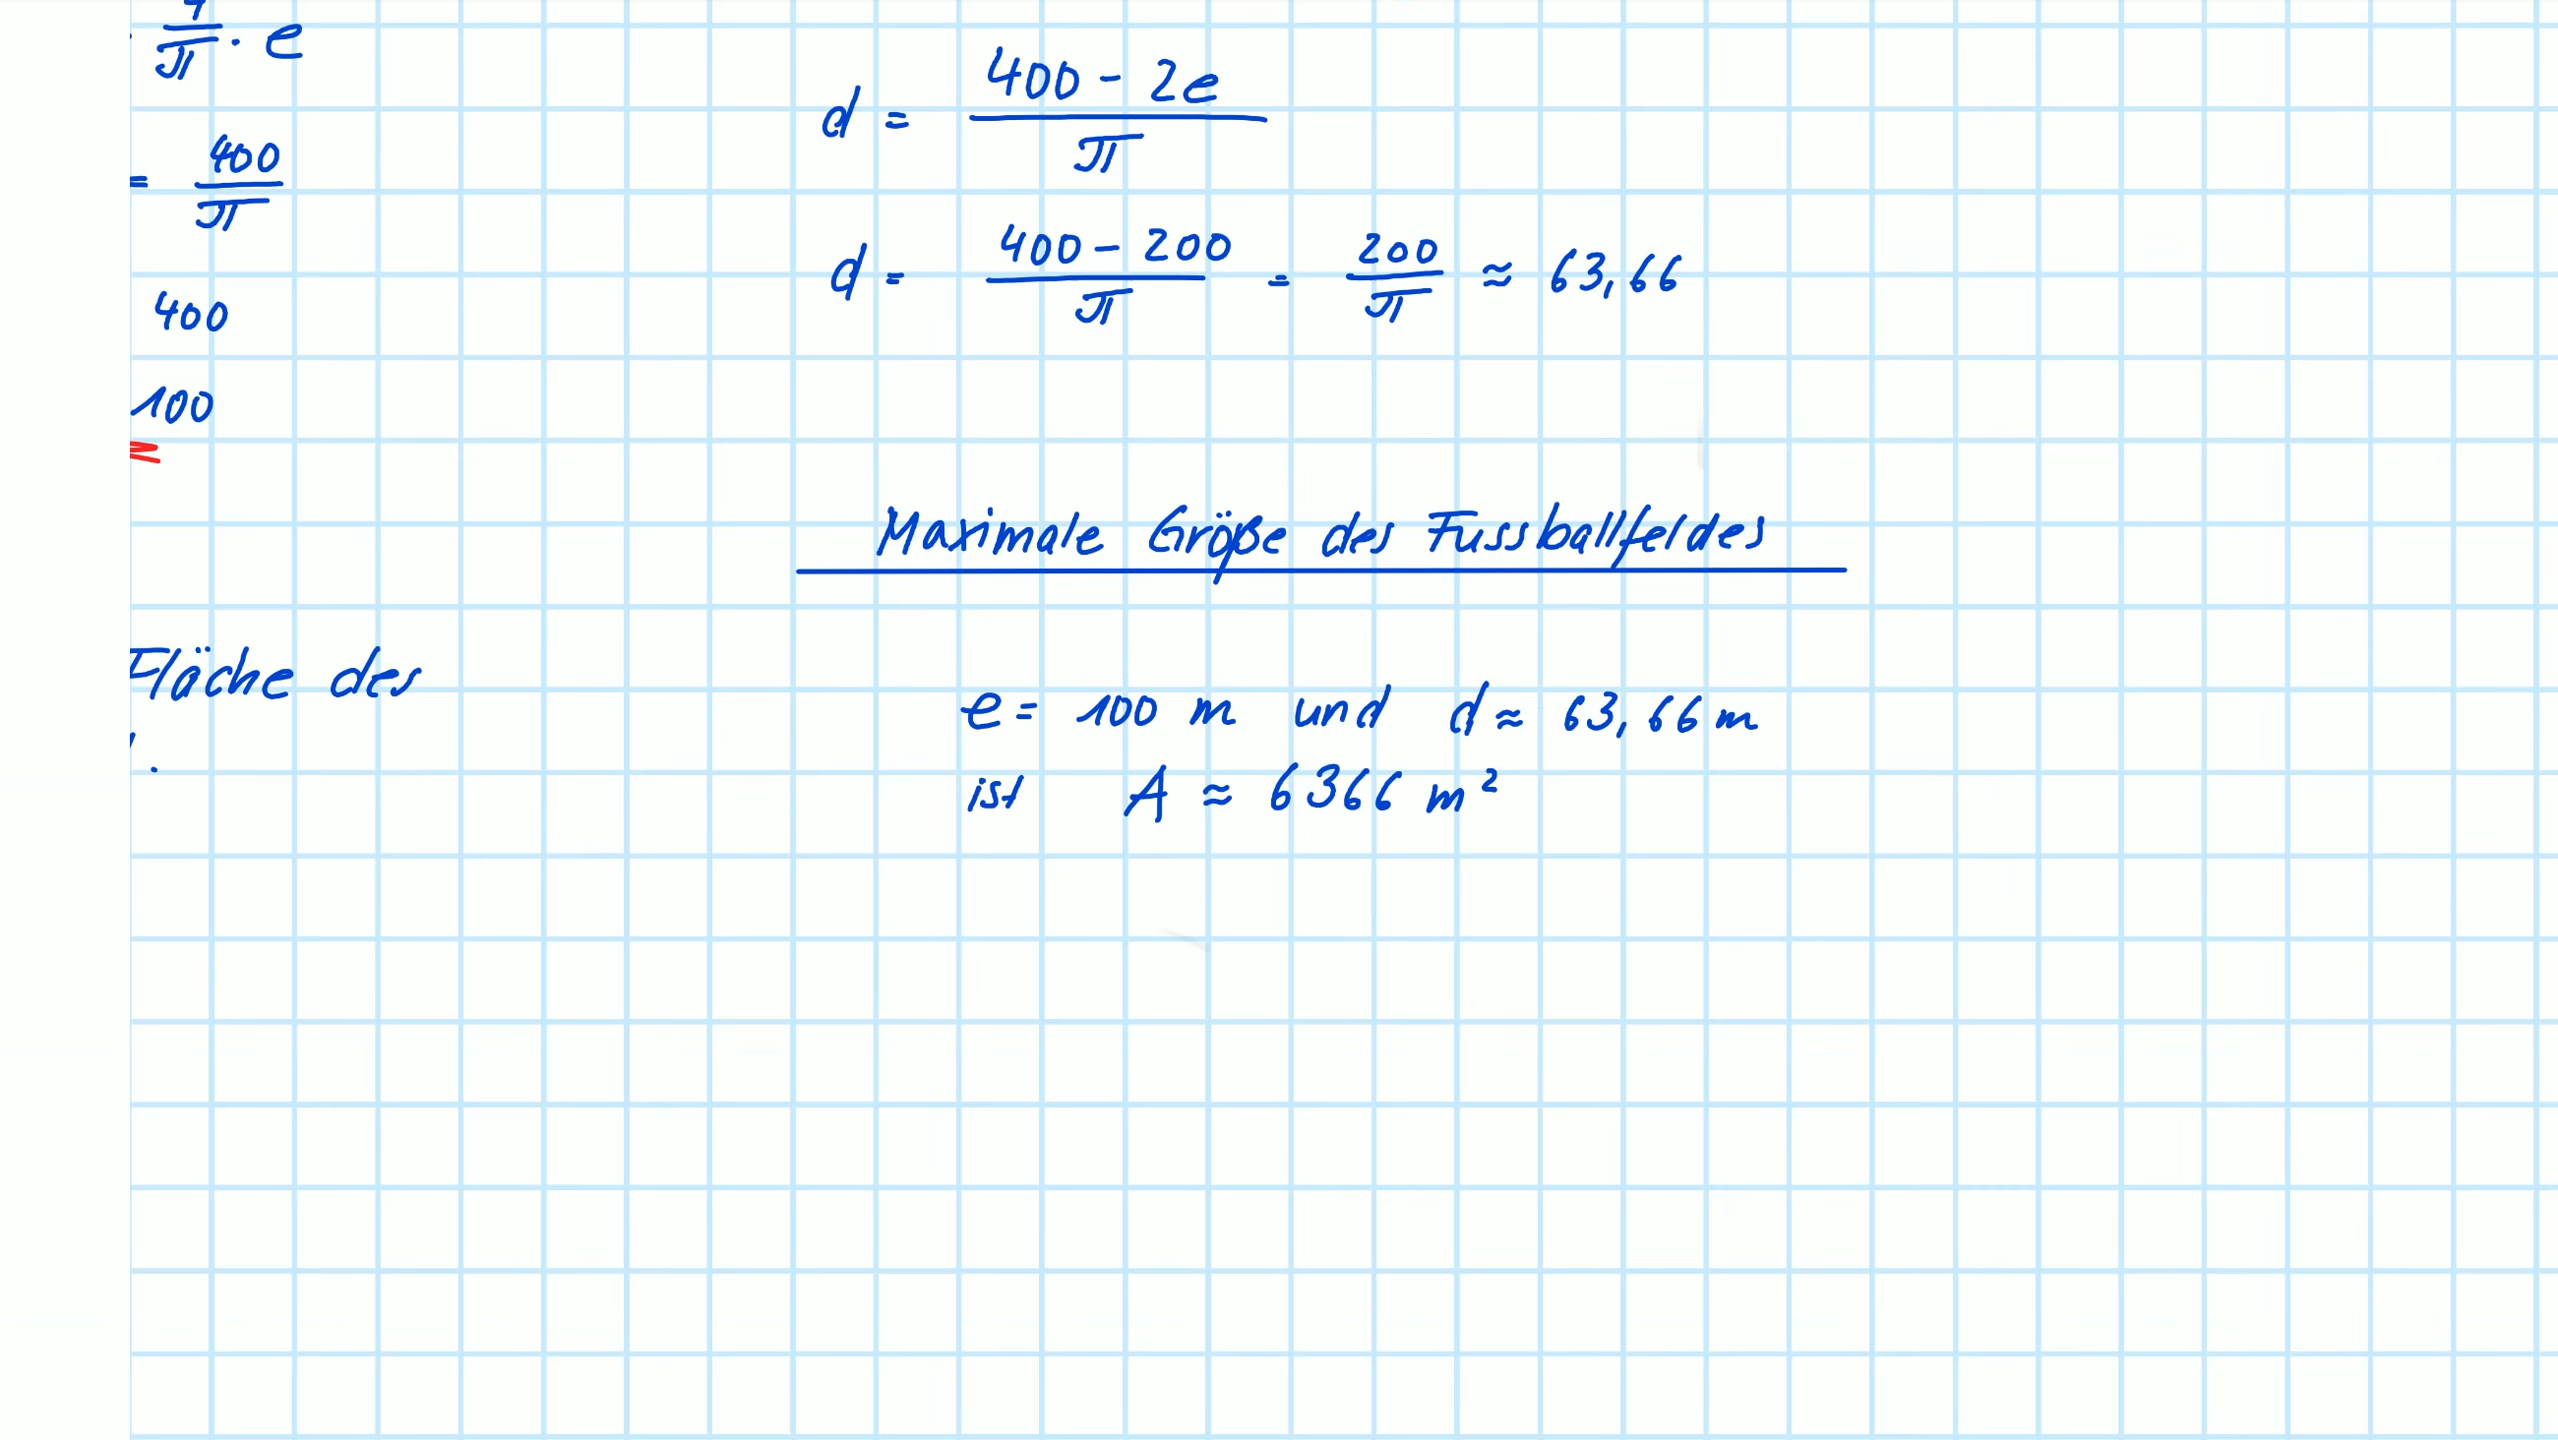 4/π · e
= 400/π
400
100
Fläche des
d = (400 - 2e)/π
d = (400 - 200)/π = 200/π ≈ 63,66
Maximale Größe des Fussballfeldes
e = 100 m und d ≈ 63,66 m
ist A ≈ 6366 m²